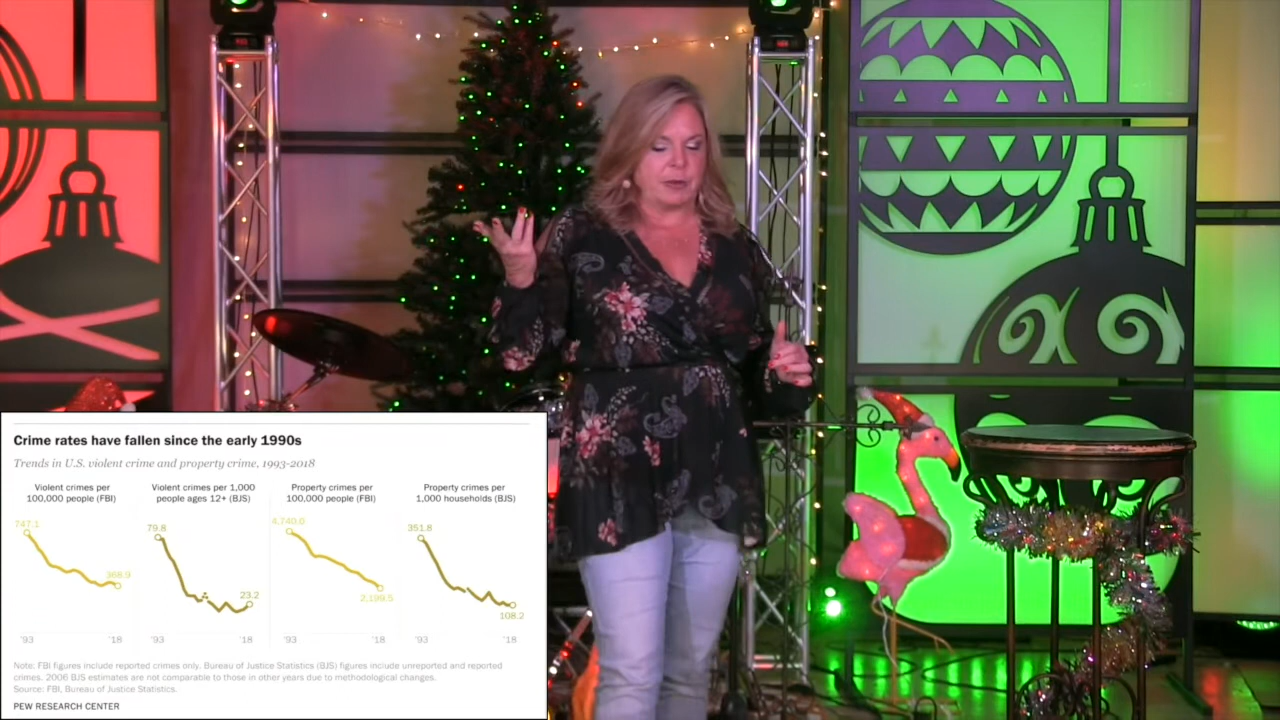 Crime rates have fallen since the early 1990s
Trends in U.S. violent crime and property crime, 1993-2018
Violent crimes per
100,000 people (FBI)
747.1
368.9
'93
'18
Violent crimes per 1,000
people ages 12+ (BJS)
79.8
23.2
'93
'18
Property crimes per
100,000 people (FBI)
4,740.0
2,199.5
'93
'18
Property crimes per
1,000 households (BJS)
351.8
108.2
'93
'18
Note: FBI figures include reported crimes only. Bureau of Justice Statistics (BJS) figures include unreported and reported
crimes. 2006 BJS estimates are not comparable to those in other years due to methodological changes.
Source: FBI, Bureau of Justice Statistics.
PEW RESEARCH CENTER